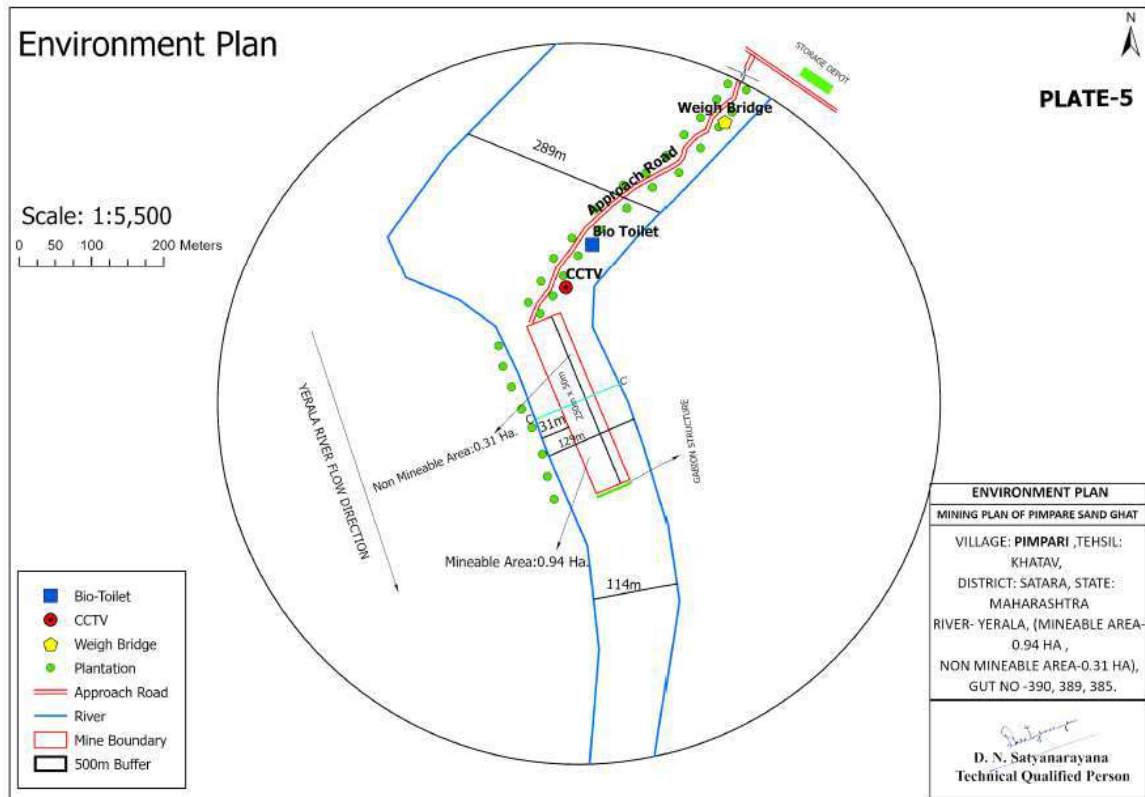 Environment Plan
N
PLATE-5
STORAGE DEPOT
Weigh Bridge
289m
Approach Road
Scale: 1:5,500
0 50 100 200 Meters
Bio Toilet
CCTV
250m x 50m
C
C'
31m
129m
Non Mineable Area:0.31 Ha.
GABION STRUCTURE
YERALA RIVER FLOW DIRECTION
Mineable Area:0.94 Ha.
114m
Bio-Toilet
CCTV
Weigh Bridge
Plantation
Approach Road
River
Mine Boundary
500m Buffer
ENVIRONMENT PLAN
MINING PLAN OF PIMPARE SAND GHAT
VILLAGE: PIMPARI ,TEHSIL:
KHATAV,
DISTRICT: SATARA, STATE:
MAHARASHTRA
RIVER- YERALA, (MINEABLE AREA-
0.94 HA ,
NON MINEABLE AREA-0.31 HA),
GUT NO -390, 389, 385.
D. N. Satyanarayana
Technical Qualified Person